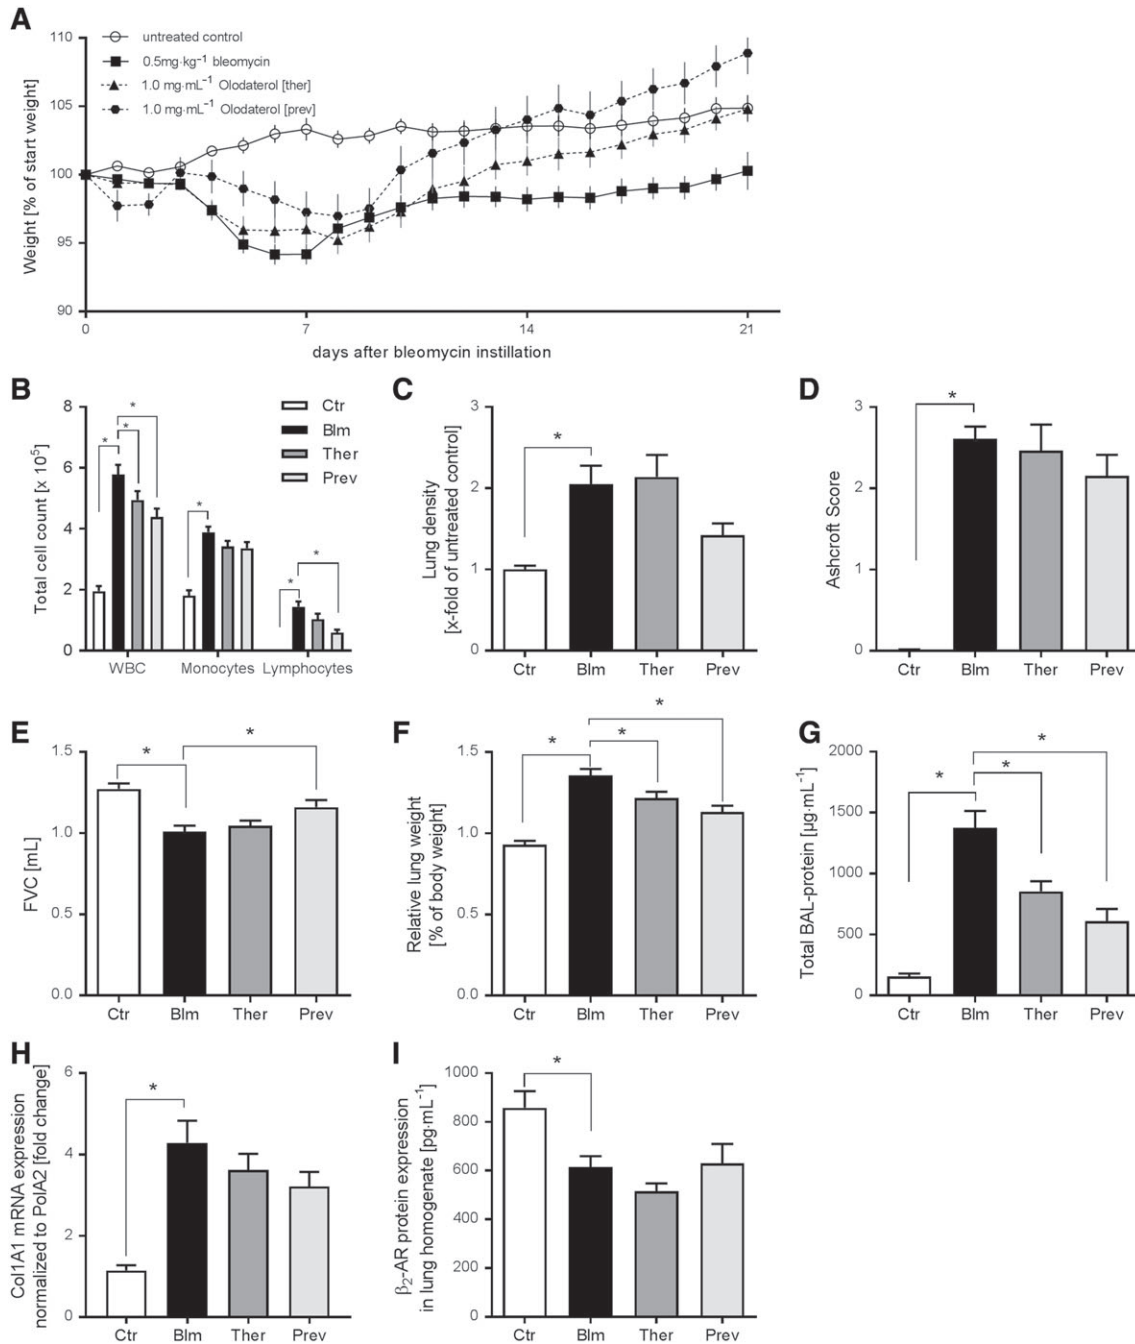 A
110
105
100
95
90
Weight [% of start weight]
untreated control
0.5mg·kg⁻¹ bleomycin
1.0 mg·mL⁻¹ Olodaterol [ther]
1.0 mg·mL⁻¹ Olodaterol [prev]
0
7
14
21
days after bleomycin instillation
B
8
6
4
2
0
Total cell count [x 10⁵]
* * *
*
* *
Ctr
Blm
Ther
Prev
WBC Monocytes Lymphocytes
C
3
2
1
0
Lung density
[x-fold of untreated control]
*
Ctr Blm Ther Prev
D
3
2
1
0
Ashcroft Score
*
Ctr Blm Ther Prev
E
1.5
1.0
0.5
0.0
FVC [mL]
* *
Ctr Blm Ther Prev
F
1.5
1.0
0.5
0.0
Relative lung weight
[% of body weight]
* * *
Ctr Blm Ther Prev
G
2000
1500
1000
500
0
Total BAL-protein [µg·mL⁻¹]
* * *
Ctr Blm Ther Prev
H
6
4
2
0
Col1A1 mRNA expression
normalized to PolA2 [fold change]
*
Ctr Blm Ther Prev
I
1000
800
600
400
200
0
β₂-AR protein expression
in lung homogenate [pg·mL⁻¹]
*
Ctr Blm Ther Prev